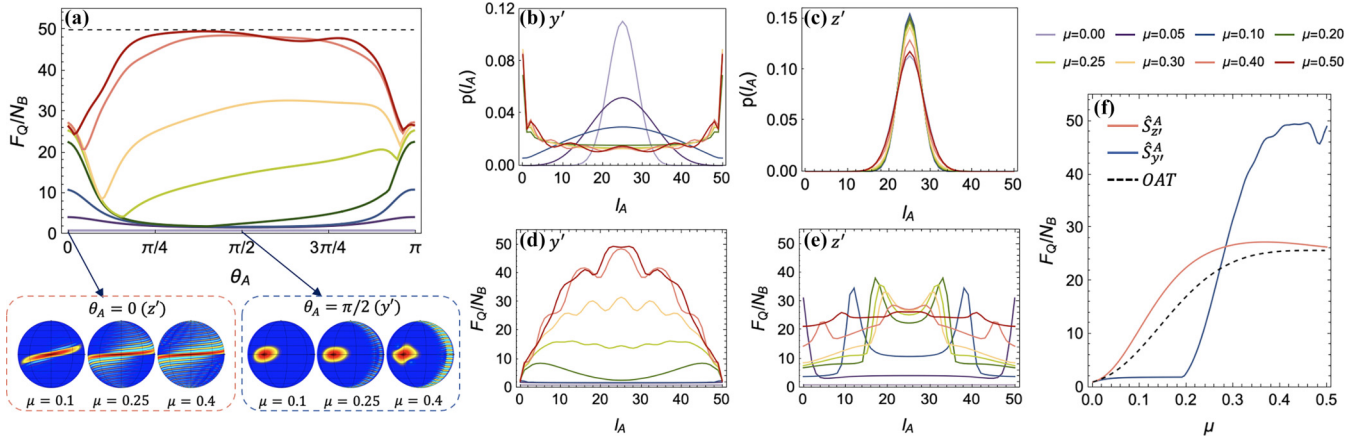 (a)
50
40
30
20
10
0
F_Q/N_B
0 π/4 π/2 3π/4 π
θ_A
θ_A = 0 (z′)
μ = 0.1 μ = 0.25 μ = 0.4
θ_A = π/2 (y′)
μ = 0.1 μ = 0.25 μ = 0.4
(b) y′
0.12
0.08
0.04
0.00
p(l_A)
0 10 20 30 40 50
l_A
(c) z′
0.15
0.10
0.05
0.00
p(l_A)
0 10 20 30 40 50
l_A
(d) y′
50
40
30
20
10
0
F_Q/N_B
0 10 20 30 40 50
l_A
(e) z′
50
40
30
20
10
0
F_Q/N_B
0 10 20 30 40 50
l_A
μ=0.00 μ=0.05 μ=0.10 μ=0.20
μ=0.25 μ=0.30 μ=0.40 μ=0.50
(f)
Ŝ^A_z′
Ŝ^A_y′
OAT
50
40
30
20
10
0
F_Q/N_B
0.0 0.1 0.2 0.3 0.4 0.5
μ